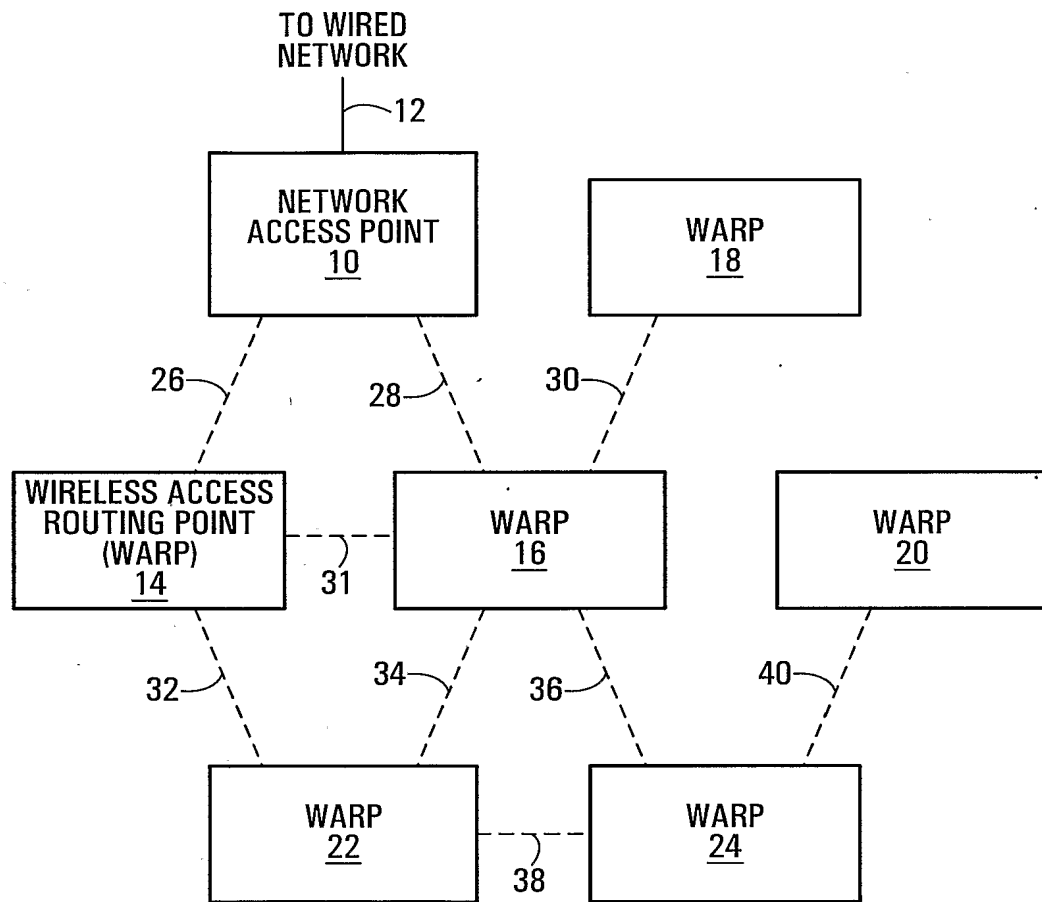 TO WIRED
NETWORK
12
NETWORK
ACCESS POINT
10
WARP
18
26
28
30
WIRELESS ACCESS
ROUTING POINT
(WARP)
14
31
WARP
16
WARP
20
32
34
36
40
WARP
22
38
WARP
24